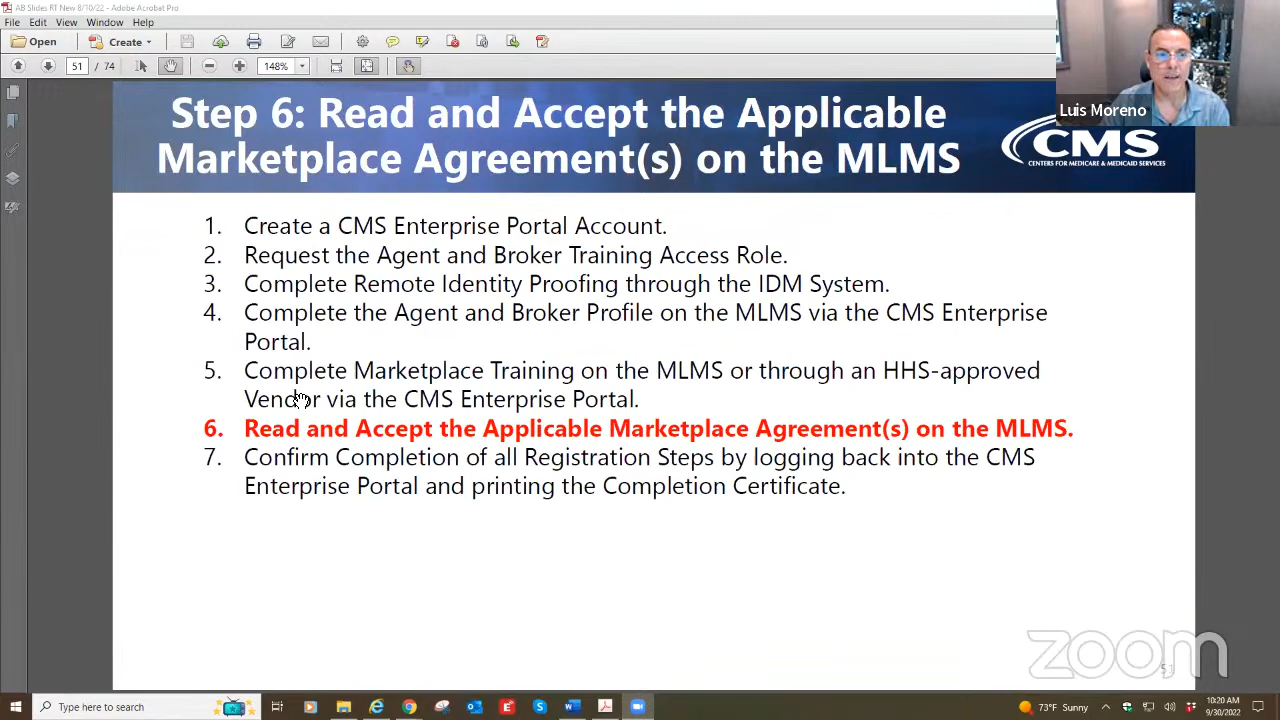 AB Slides RT New 8/10/22 - Adobe Acrobat Pro
File Edit View Window Help
Open Create
51 / 74 148%
Luis Moreno
Step 6: Read and Accept the Applicable
Marketplace Agreement(s) on the MLMS
CMS
CENTERS FOR MEDICARE & MEDICAID SERVICES
1. Create a CMS Enterprise Portal Account.
2. Request the Agent and Broker Training Access Role.
3. Complete Remote Identity Proofing through the IDM System.
4. Complete the Agent and Broker Profile on the MLMS via the CMS Enterprise
Portal.
5. Complete Marketplace Training on the MLMS or through an HHS-approved
Vendor via the CMS Enterprise Portal.
6. Read and Accept the Applicable Marketplace Agreement(s) on the MLMS.
7. Confirm Completion of all Registration Steps by logging back into the CMS
Enterprise Portal and printing the Completion Certificate.
zoom
51
Type here to search
73°F Sunny
10:20 AM
9/30/2022